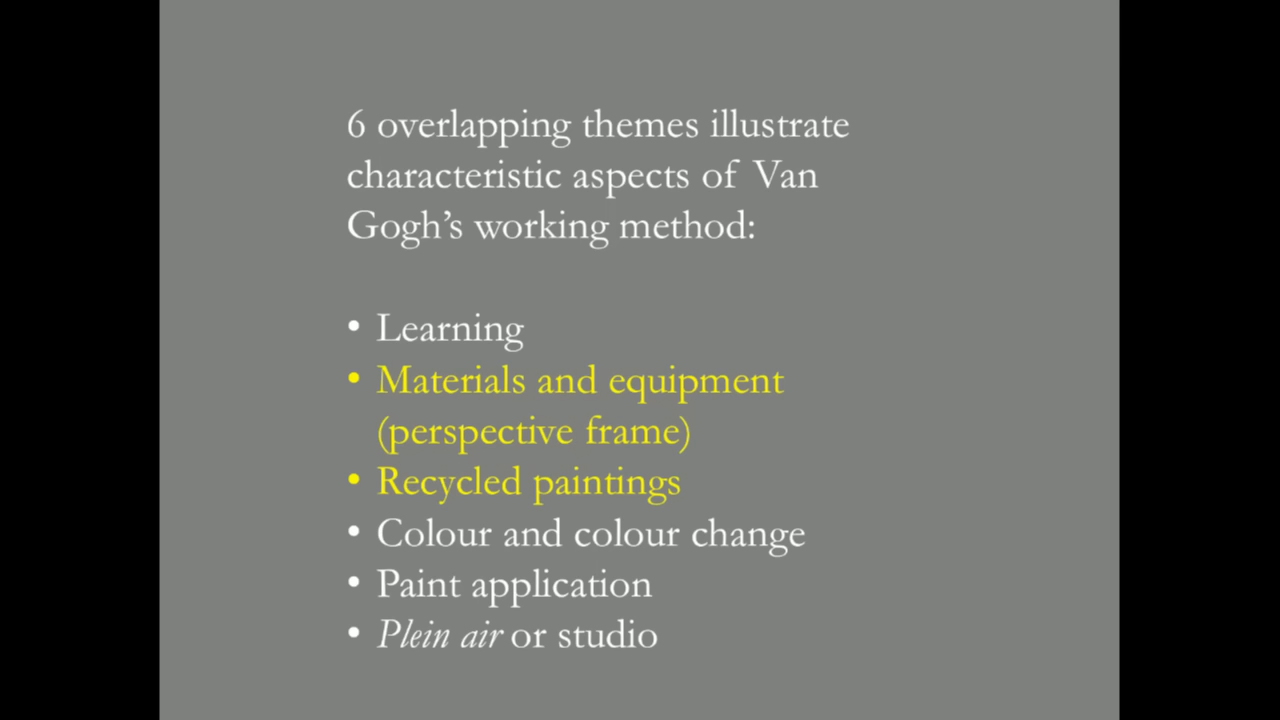 6 overlapping themes illustrate
characteristic aspects of Van
Gogh’s working method:
• Learning
• Materials and equipment
(perspective frame)
• Recycled paintings
• Colour and colour change
• Paint application
• Plein air or studio